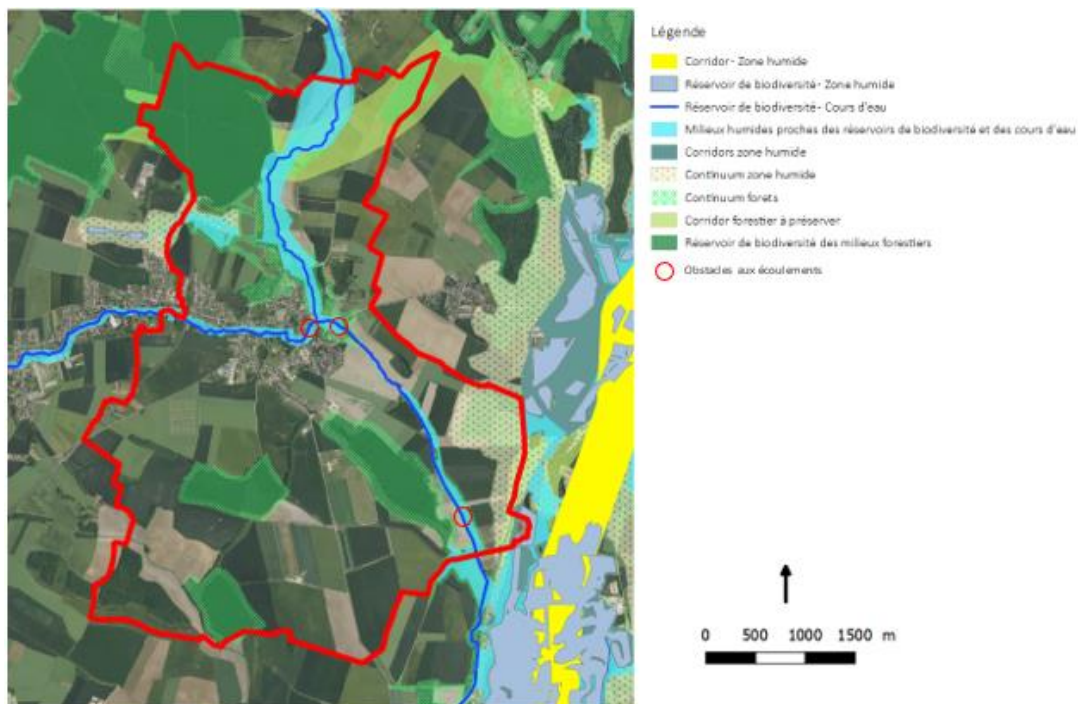 Légende
Corridor - Zone humide
Réservoir de biodiversité - Zone humide
Réservoir de biodiversité - Cours d'eau
Milieux humides proches des réservoirs de biodiversité et des cours d'eau
Corridors zone humide
Continuum zone humide
Continuum forets
Corridor forestier à préserver
Réservoir de biodiversité des milieux forestiers
Obstacles aux écoulements
0 500 1000 1500 m